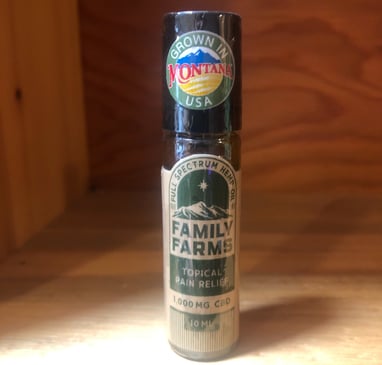 GROWN IN
MONTANA
USA
FULL SPECTRUM HEMP OIL
FAMILY
FARMS
TOPICAL
PAIN RELIEF
1,000 MG CBD
10 ML